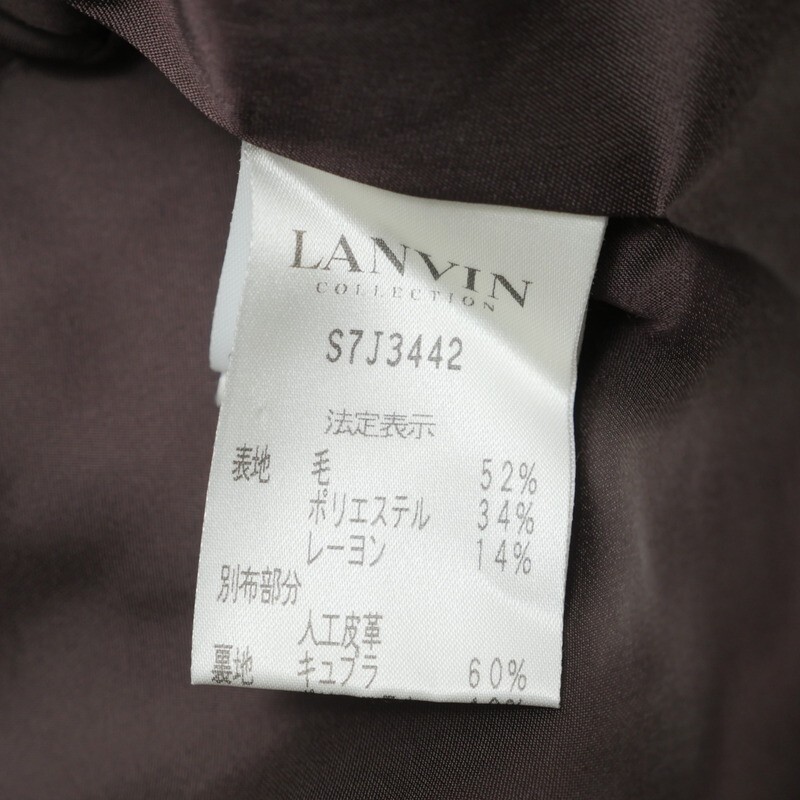 LANVIN
COLLECTION
S7J3442
法定表示
表地 毛 52%
ポリエステル 34%
レーヨン 14%
別布部分
人工皮革
裏地 キュプラ 60%